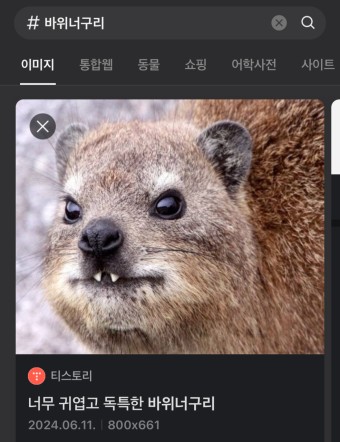 # 바위너구리
이미지 통합웹 동물 쇼핑 어학사전 사이트
티스토리
너무 귀엽고 독특한 바위너구리
2024.06.11. | 800x661